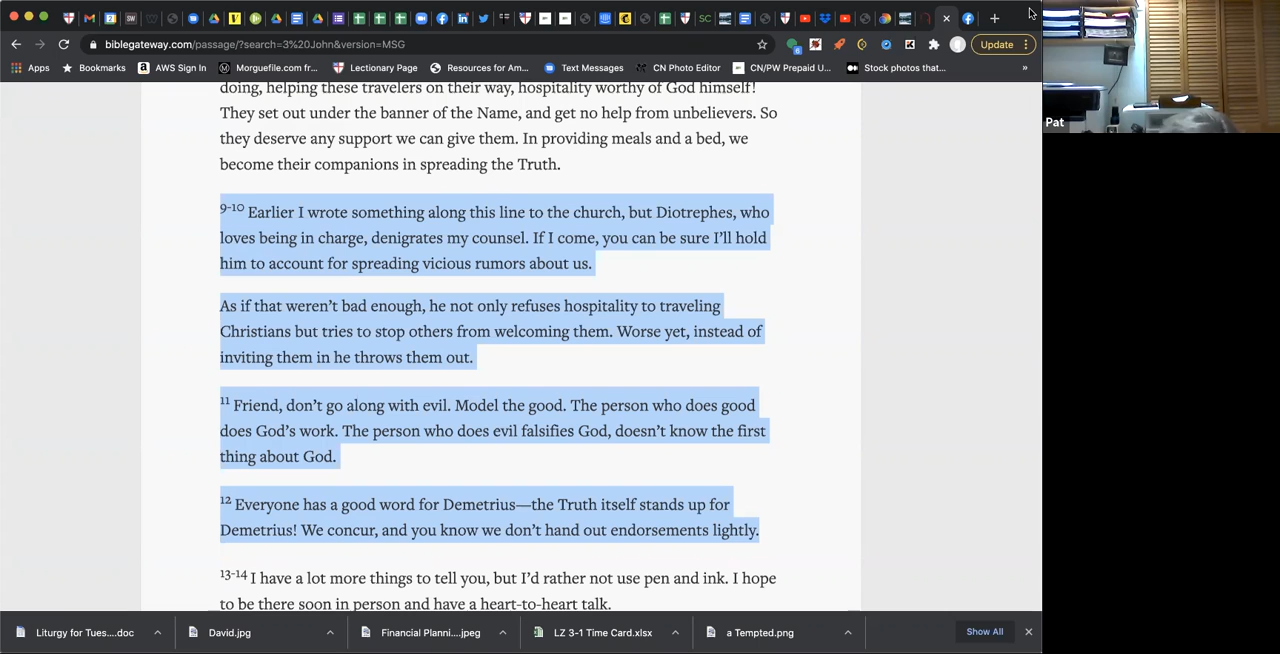 biblegateway.com/passage/?search=3%20John&version=MSG
Update
Apps
Bookmarks
AWS Sign In
Morguefile.com fr...
Lectionary Page
Resources for Am...
Text Messages
CN Photo Editor
CN/PW Prepaid U...
Stock photos that...
»
doing, helping these travelers on their way, hospitality worthy of God himself!
They set out under the banner of the Name, and get no help from unbelievers. So
they deserve any support we can give them. In providing meals and a bed, we
become their companions in spreading the Truth.
9-10 Earlier I wrote something along this line to the church, but Diotrephes, who
loves being in charge, denigrates my counsel. If I come, you can be sure I’ll hold
him to account for spreading vicious rumors about us.
As if that weren’t bad enough, he not only refuses hospitality to traveling
Christians but tries to stop others from welcoming them. Worse yet, instead of
inviting them in he throws them out.
11 Friend, don’t go along with evil. Model the good. The person who does good
does God’s work. The person who does evil falsifies God, doesn’t know the first
thing about God.
12 Everyone has a good word for Demetrius—the Truth itself stands up for
Demetrius! We concur, and you know we don’t hand out endorsements lightly.
13-14 I have a lot more things to tell you, but I’d rather not use pen and ink. I hope
to be there soon in person and have a heart-to-heart talk.
Pat
Liturgy for Tues....doc
David.jpg
Financial Planni....jpeg
LZ 3-1 Time Card.xlsx
a Tempted.png
Show All